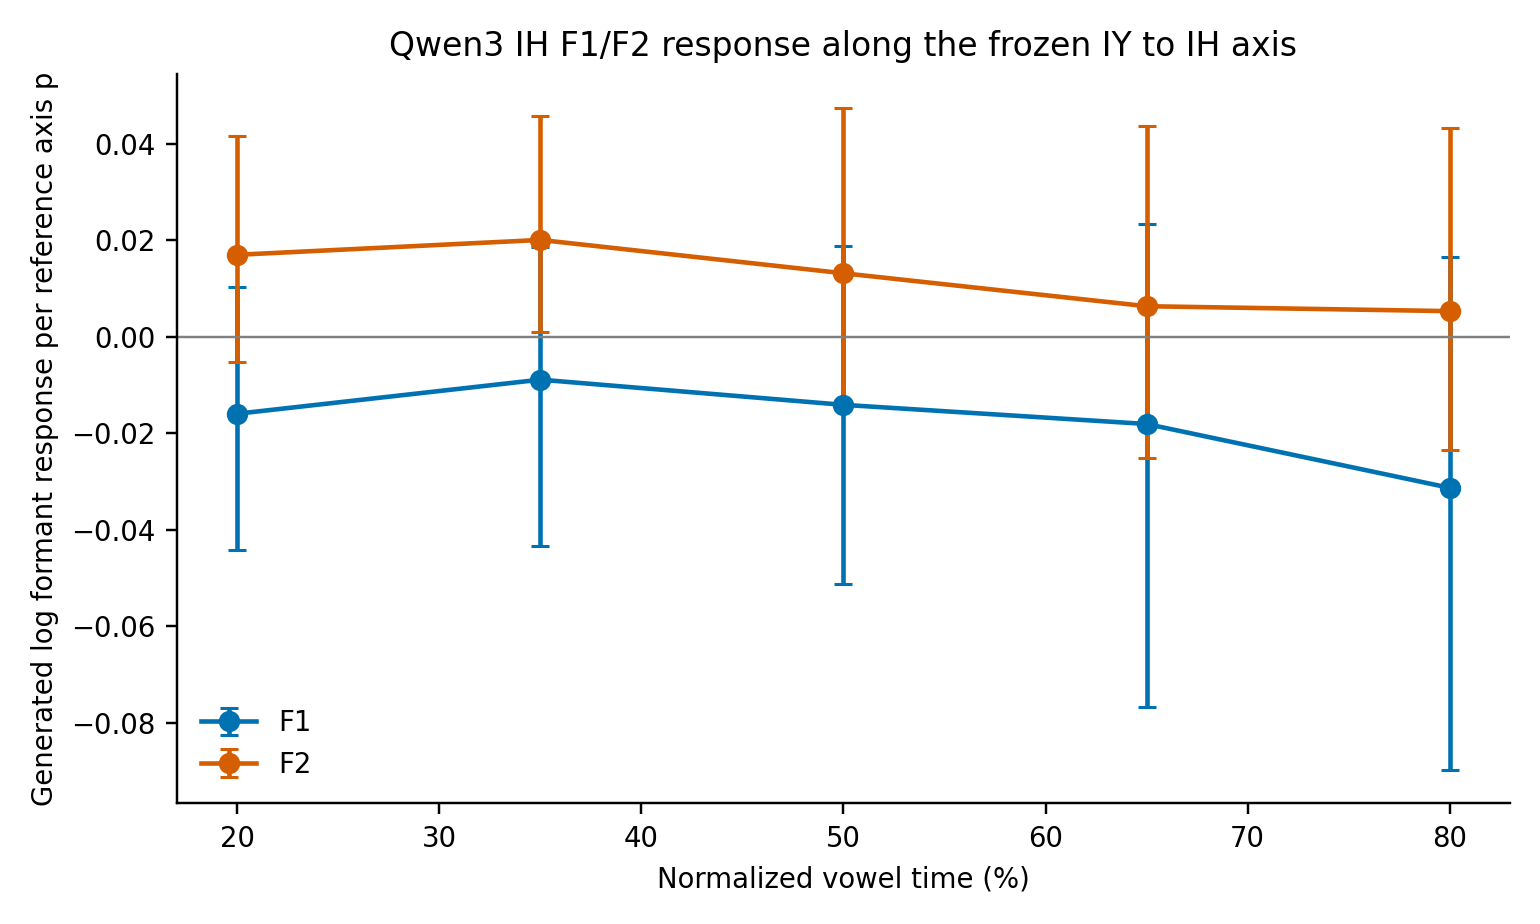 Qwen3 IH F1/F2 response along the frozen IY to IH axis
Generated log formant response per reference axis p
0.04
0.02
0.00
−0.02
−0.04
−0.06
−0.08
F1
F2
20
30
40
50
60
70
80
Normalized vowel time (%)